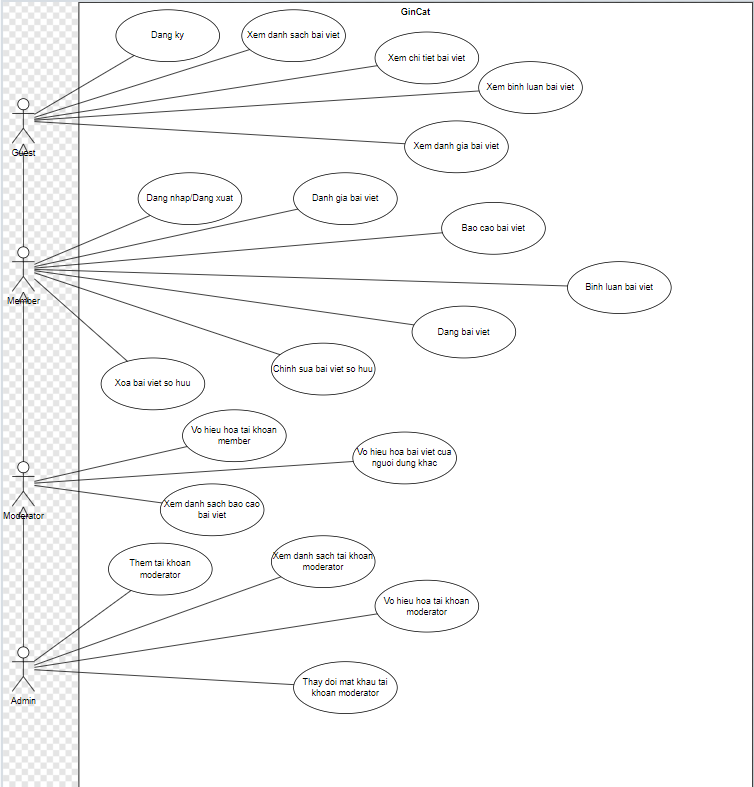 GinCat
Dang ky
Xem danh sach bai viet
Xem chi tiet bai viet
Xem binh luan bai viet
Xem danh gia bai viet
Guest
Dang nhap/Dang xuat
Danh gia bai viet
Bao cao bai viet
Binh luan bai viet
Member
Dang bai viet
Chinh sua bai viet so huu
Xoa bai viet so huu
Vo hieu hoa tai khoan
member
Vo hieu hoa bai viet cua
nguoi dung khac
Xem danh sach bao cao
bai viet
Moderator
Them tai khoan
moderator
Xem danh sach tai khoan
moderator
Vo hieu hoa tai khoan
moderator
Thay doi mat khau tai
khoan moderator
Admin